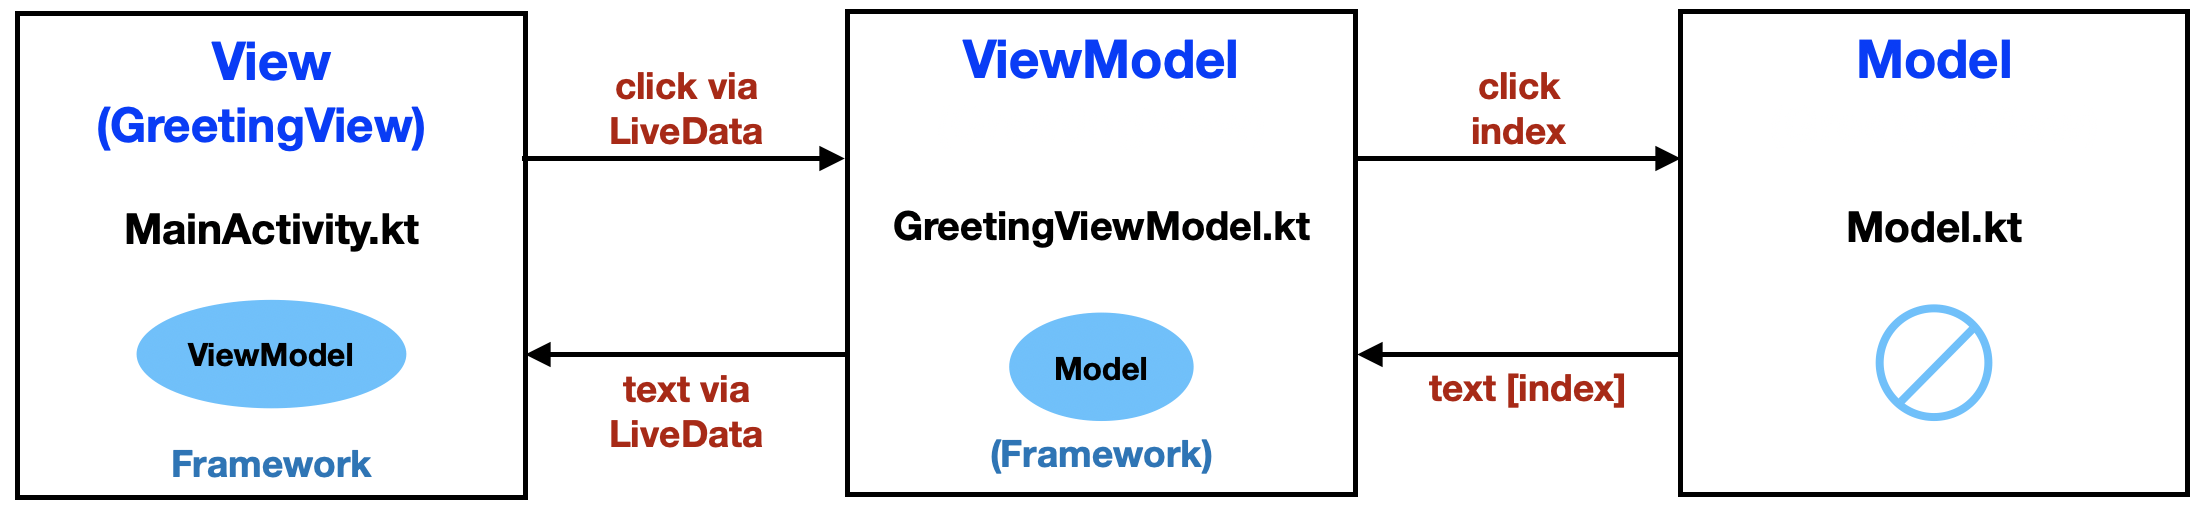 View
(GreetingView)
MainActivity.kt
ViewModel
Framework
click via
LiveData
text via
LiveData
ViewModel
GreetingViewModel.kt
Model
(Framework)
click
index
text [index]
Model
Model.kt